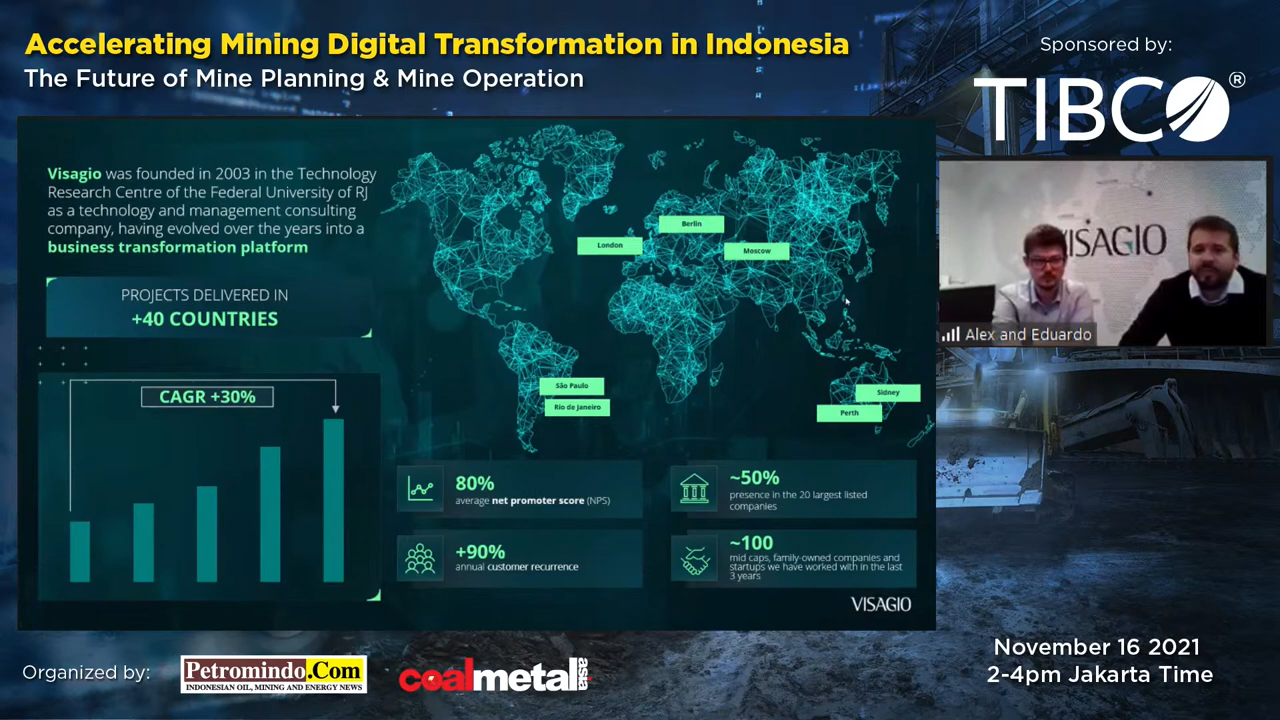 Accelerating Mining Digital Transformation in Indonesia
The Future of Mine Planning & Mine Operation
Sponsored by:
TIBCO®
Visagio was founded in 2003 in the Technology
Research Centre of the Federal University of RJ
as a technology and management consulting
company, having evolved over the years into a
business transformation platform
PROJECTS DELIVERED IN
+40 COUNTRIES
CAGR +30%
Berlin
London
Moscow
São Paulo
Rio de Janeiro
Sidney
Perth
80%
average net promoter score (NPS)
+90%
annual customer recurrence
~50%
presence in the 20 largest listed
companies
~100
mid caps, family-owned companies and
startups we have worked with in the last
3 years
VISAGIO
VISAGIO
Alex and Eduardo
Organized by:
Petromindo.Com
INDONESIAN OIL, MINING AND ENERGY NEWS
coalmetal asia
November 16 2021
2-4pm Jakarta Time